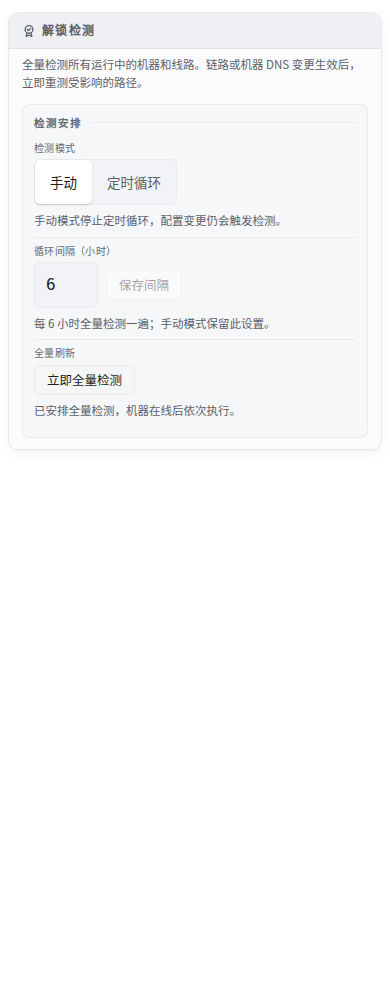 解锁检测
全量检测所有运行中的机器和线路。链路或机器 DNS 变更生效后，
立即重测受影响的路径。
检测安排
检测模式
手动 定时循环
手动模式停止定时循环，配置变更仍会触发检测。
循环间隔（小时）
6 保存间隔
每 6 小时全量检测一遍；手动模式保留此设置。
全量刷新
立即全量检测
已安排全量检测，机器在线后依次执行。